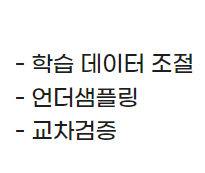 - 학습 데이터 조절
- 언더샘플링
- 교차검증